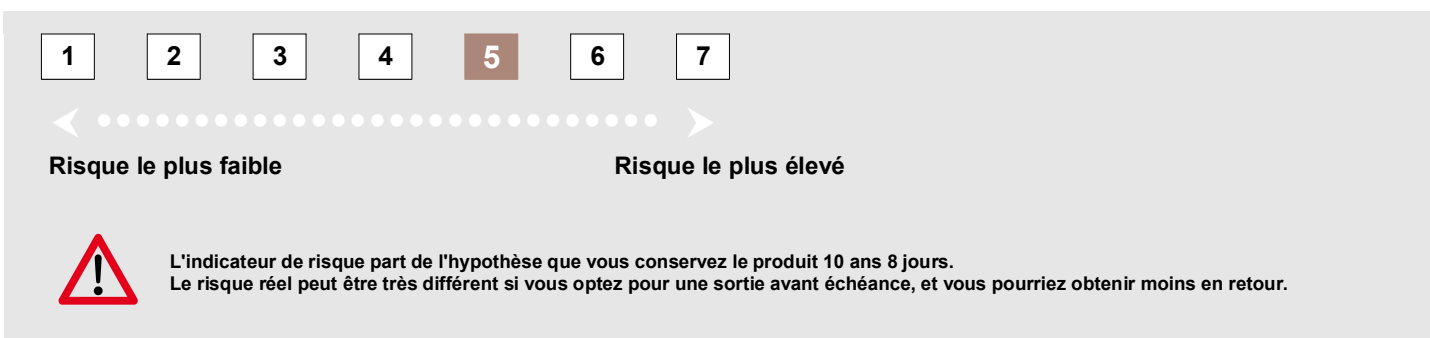 1 2 3 4 5 6 7
Risque le plus faible Risque le plus élevé
L'indicateur de risque part de l'hypothèse que vous conservez le produit 10 ans 8 jours.
Le risque réel peut être très différent si vous optez pour une sortie avant échéance, et vous pourriez obtenir moins en retour.